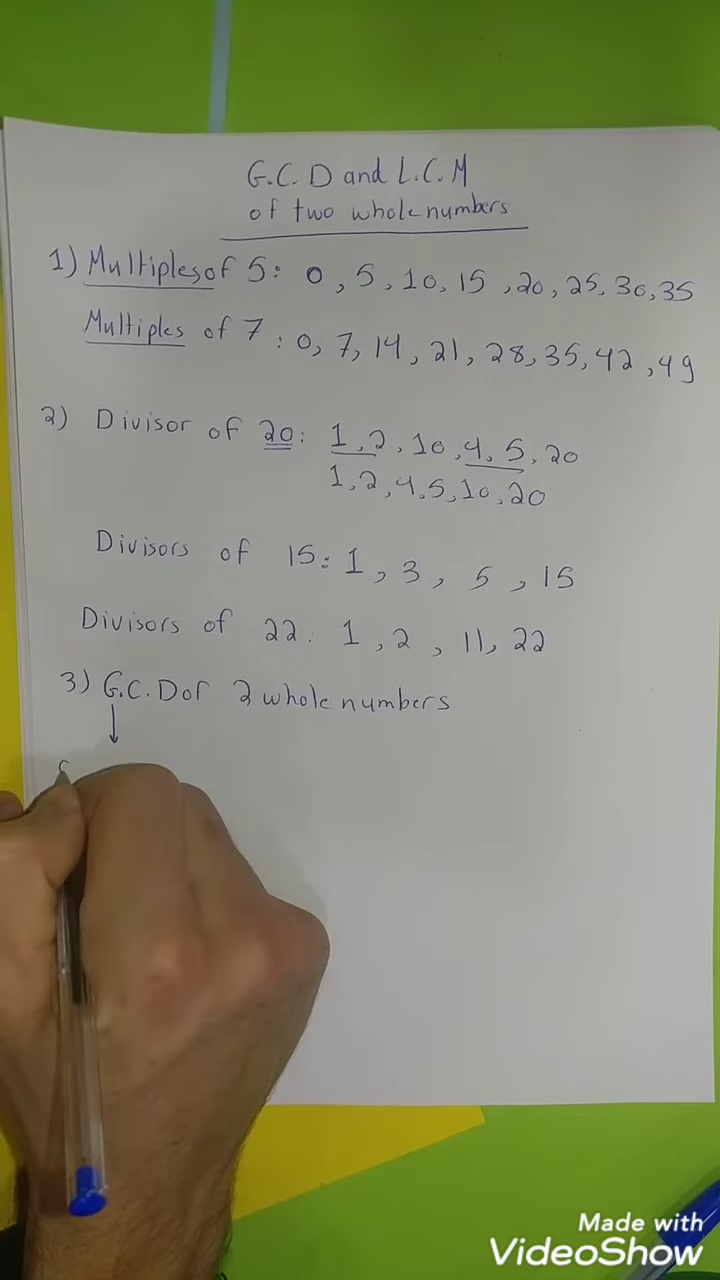 G.C.D and L.C.M
of two whole numbers
1) Multiples of 5: 0, 5, 10, 15, 20, 25, 30, 35
Multiples of 7: 0, 7, 14, 21, 28, 35, 42, 49
2) Divisor of 20: 1, 2, 10, 4, 5, 20
1, 2, 4, 5, 10, 20
Divisors of 15: 1, 3, 5, 15
Divisors of 22: 1, 2, 11, 22
3) G.C.D of 2 whole numbers
Made with
VideoShow